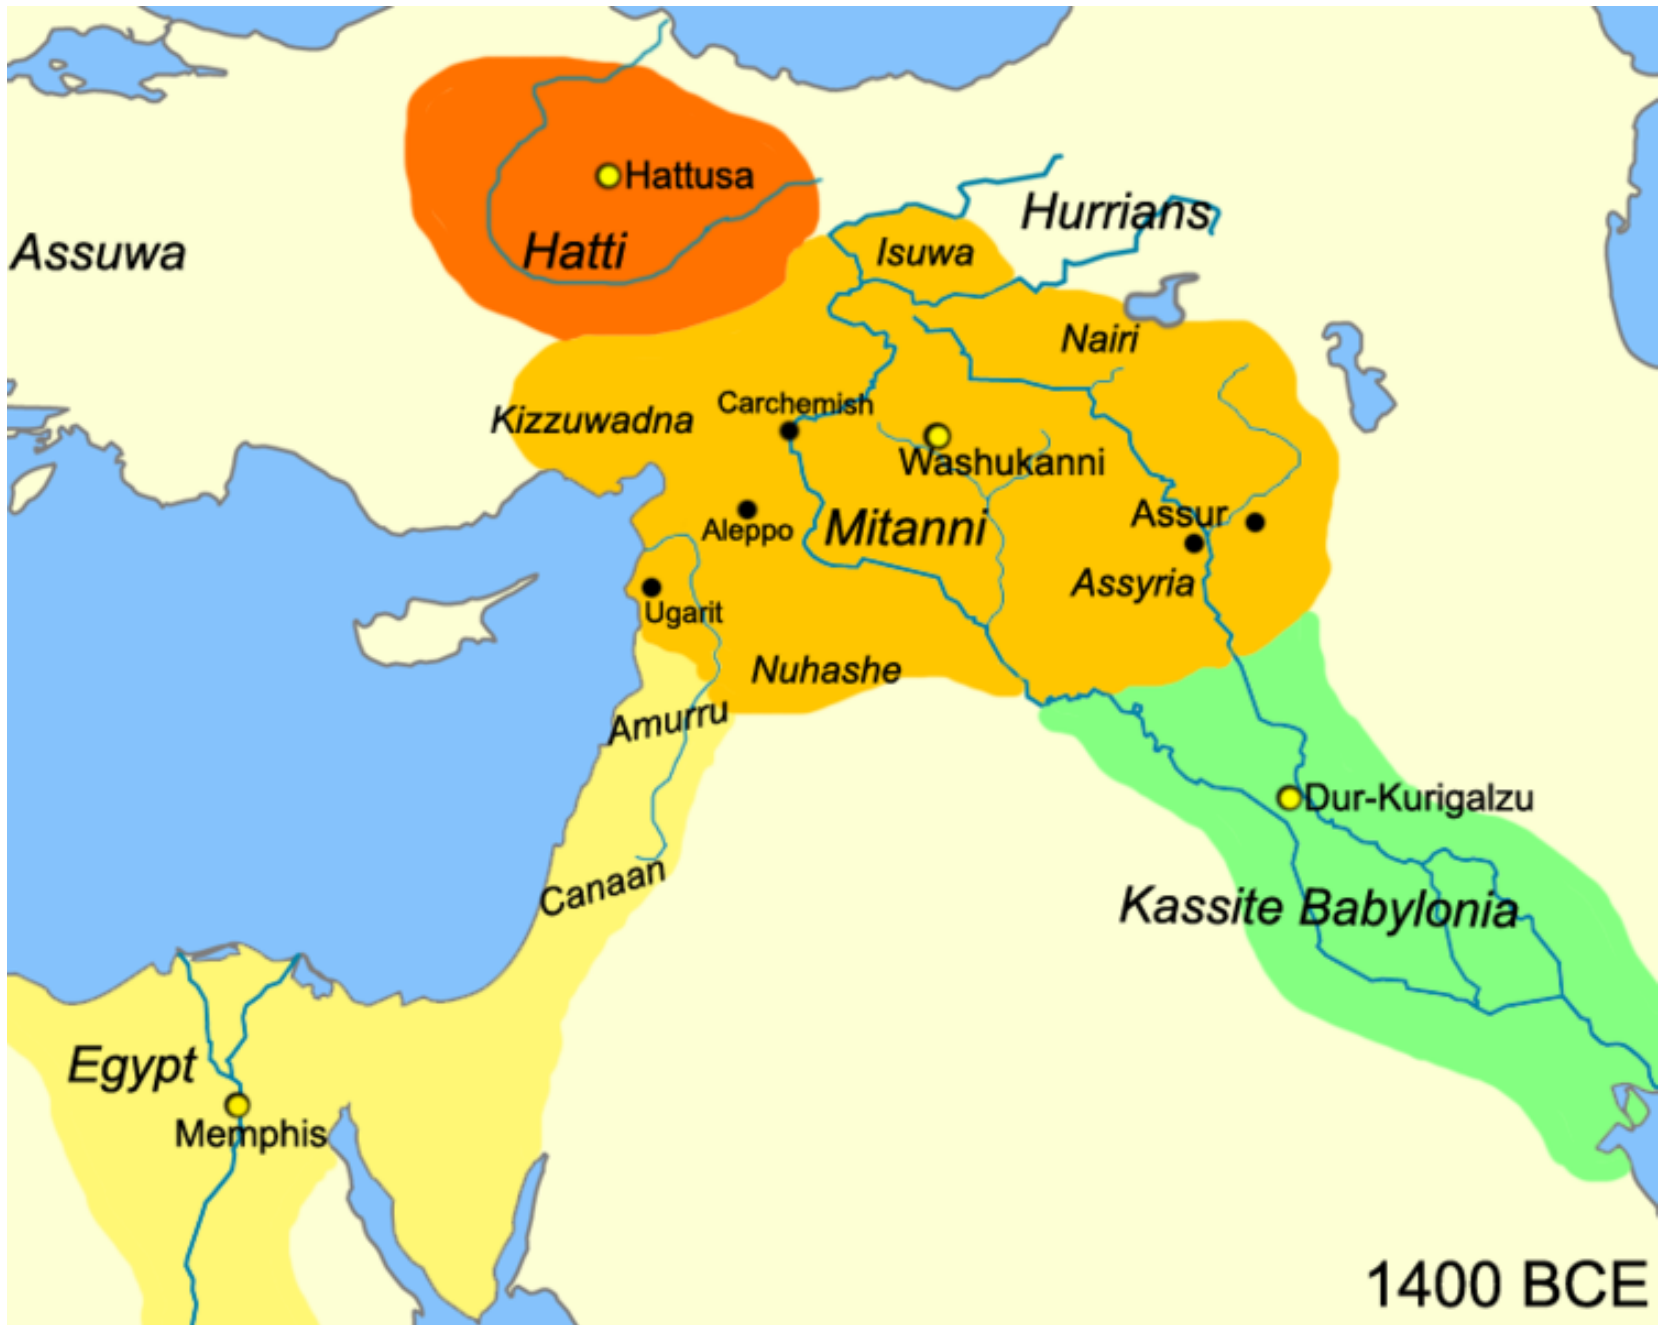 Hattusa
Hurrians
Assuwa
Hatti
Isuwa
Nairi
Carchemish
Kizzuwadna
Washukanni
Assur
Mitanni
Aleppo
Assyria
Ugarit
Nuhashe
Amurru
Dur-Kurigalzu
Canaan
Kassite Babylonia
Egypt
Memphis
1400 BCE